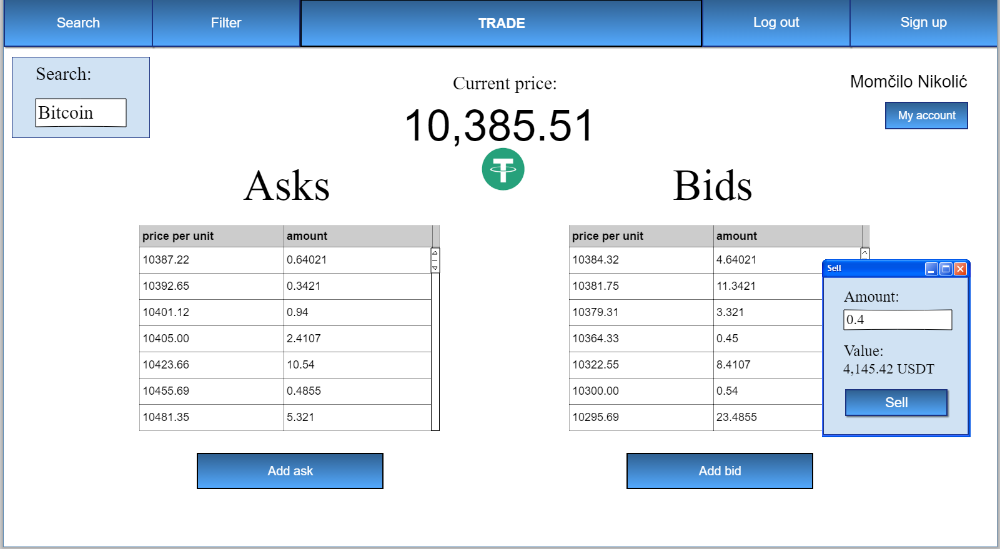 Search Filter TRADE Log out Sign up
Search:
Bitcoin
Current price:
10,385.51
Momčilo Nikolić
My account
Asks
price per unit amount
10387.22 0.64021
10392.65 0.3421
10401.12 0.94
10405.00 2.4107
10423.66 10.54
10455.69 0.4855
10481.35 5.321
Add ask
Bids
price per unit amount
10384.32 4.64021
10381.75 11.3421
10379.31 3.321
10364.33 0.45
10322.55 8.4107
10300.00 0.54
10295.69 23.4855
Add bid
Sell
Amount:
0.4
Value:
4,145.42 USDT
Sell